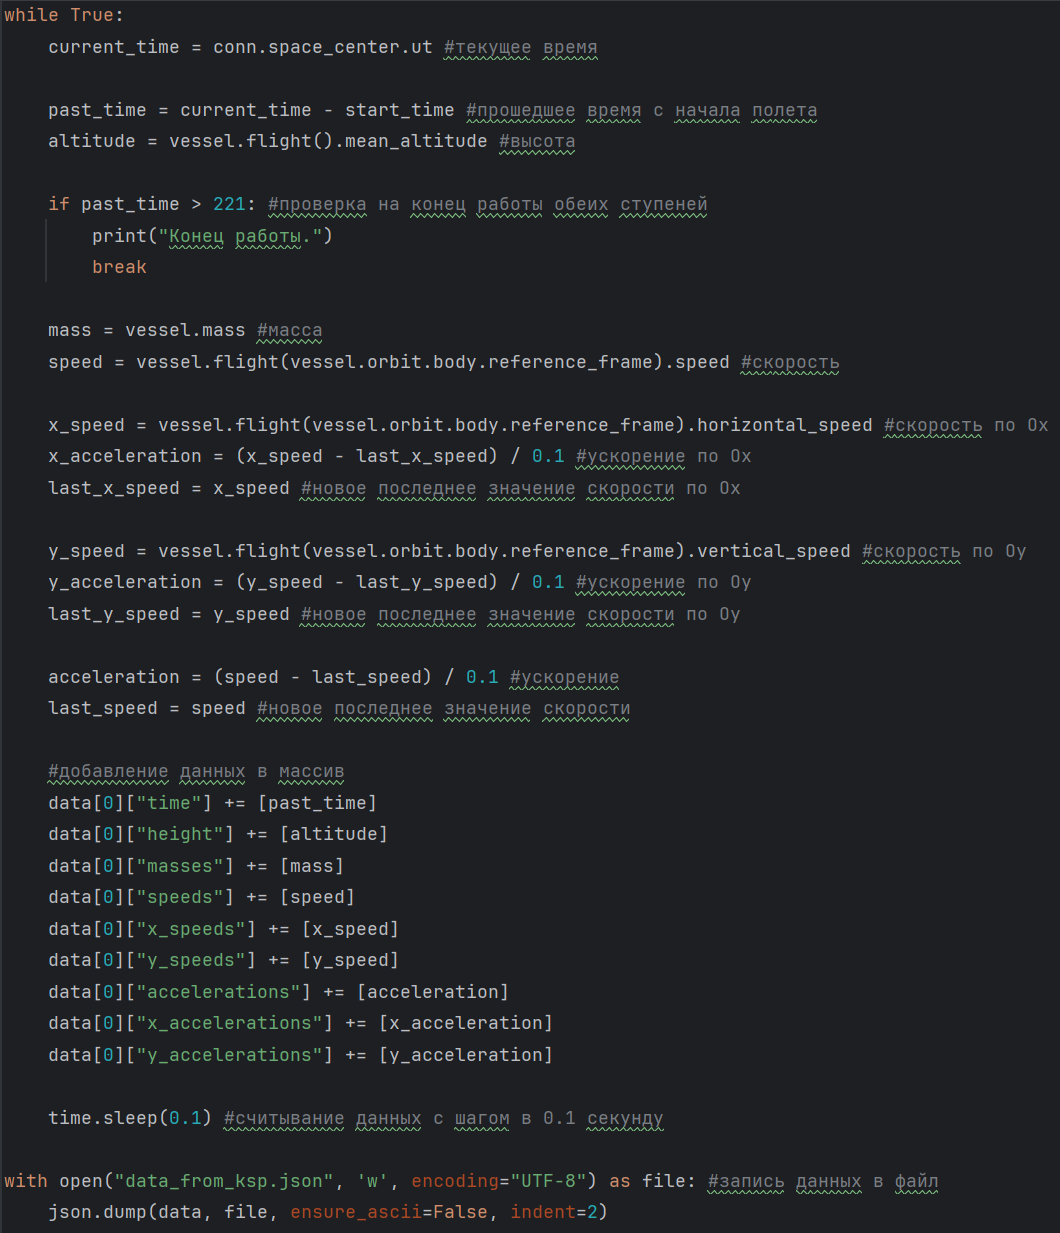 while True:
    current_time = conn.space_center.ut #текущее время
    past_time = current_time - start_time #прошедшее время с начала полета
    altitude = vessel.flight().mean_altitude #высота
    if past_time > 221: #проверка на конец работы обеих ступеней
        print("Конец работы.")
        break
    mass = vessel.mass #масса
    speed = vessel.flight(vessel.orbit.body.reference_frame).speed #скорость
    x_speed = vessel.flight(vessel.orbit.body.reference_frame).horizontal_speed #скорость по Ox
    x_acceleration = (x_speed - last_x_speed) / 0.1 #ускорение по Ox
    last_x_speed = x_speed #новое последнее значение скорости по Ox
    y_speed = vessel.flight(vessel.orbit.body.reference_frame).vertical_speed #скорость по Oy
    y_acceleration = (y_speed - last_y_speed) / 0.1 #ускорение по Oy
    last_y_speed = y_speed #новое последнее значение скорости по Oy
    acceleration = (speed - last_speed) / 0.1 #ускорение
    last_speed = speed #новое последнее значение скорости
    #добавление данных в массив
    data[0]["time"] += [past_time]
    data[0]["height"] += [altitude]
    data[0]["masses"] += [mass]
    data[0]["speeds"] += [speed]
    data[0]["x_speeds"] += [x_speed]
    data[0]["y_speeds"] += [y_speed]
    data[0]["accelerations"] += [acceleration]
    data[0]["x_accelerations"] += [x_acceleration]
    data[0]["y_accelerations"] += [y_acceleration]
    time.sleep(0.1) #считывание данных с шагом в 0.1 секунду
with open("data_from_ksp.json", 'w', encoding="UTF-8") as file: #запись данных в файл
    json.dump(data, file, ensure_ascii=False, indent=2)